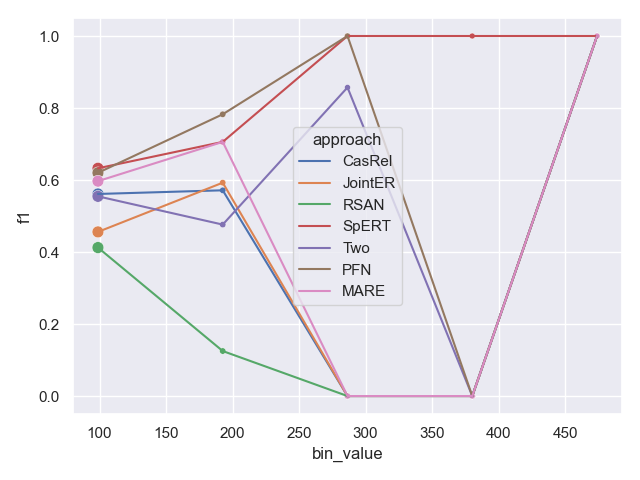 1.0
0.8
0.6
0.4
0.2
0.0
f1
approach
CasRel
JointER
RSAN
SpERT
Two
PFN
MARE
100 150 200 250 300 350 400 450
bin_value